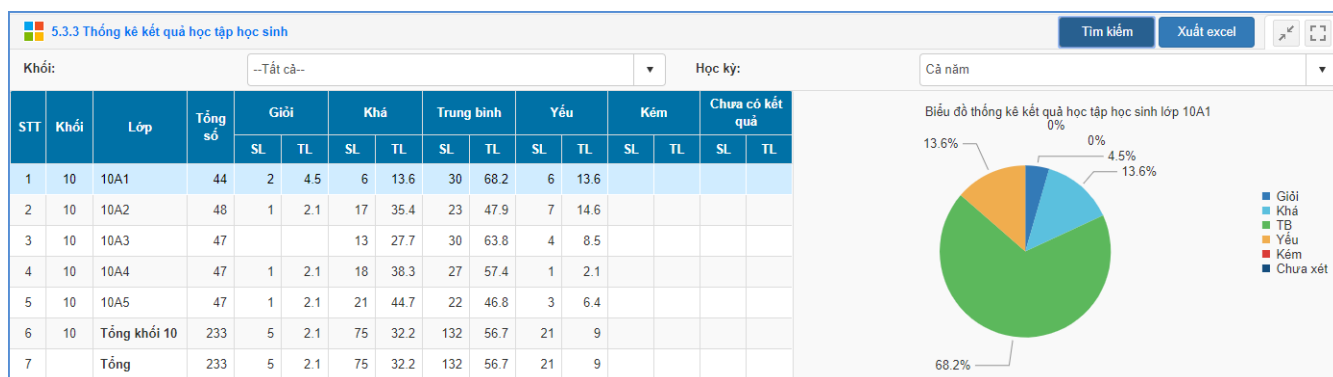 5.3.3 Thống kê kết quả học tập học sinh Tìm kiếm Xuất excel
Khối: --Tất cả-- Học kỳ: Cả năm
STT Khối Lớp Tổng số Giỏi Khá Trung bình Yếu Kém Chưa có kết quả
SL TL SL TL SL TL SL TL SL TL SL TL
1 10 10A1 44 2 4.5 6 13.6 30 68.2 6 13.6
2 10 10A2 48 1 2.1 17 35.4 23 47.9 7 14.6
3 10 10A3 47 13 27.7 30 63.8 4 8.5
4 10 10A4 47 1 2.1 18 38.3 27 57.4 1 2.1
5 10 10A5 47 1 2.1 21 44.7 22 46.8 3 6.4
6 10 Tổng khối 10 233 5 2.1 75 32.2 132 56.7 21 9
7 Tổng 233 5 2.1 75 32.2 132 56.7 21 9
Biểu đồ thống kê kết quả học tập học sinh lớp 10A1
0%
0%
13.6%
4.5%
13.6%
68.2%
Giỏi
Khá
TB
Yếu
Kém
Chưa xét